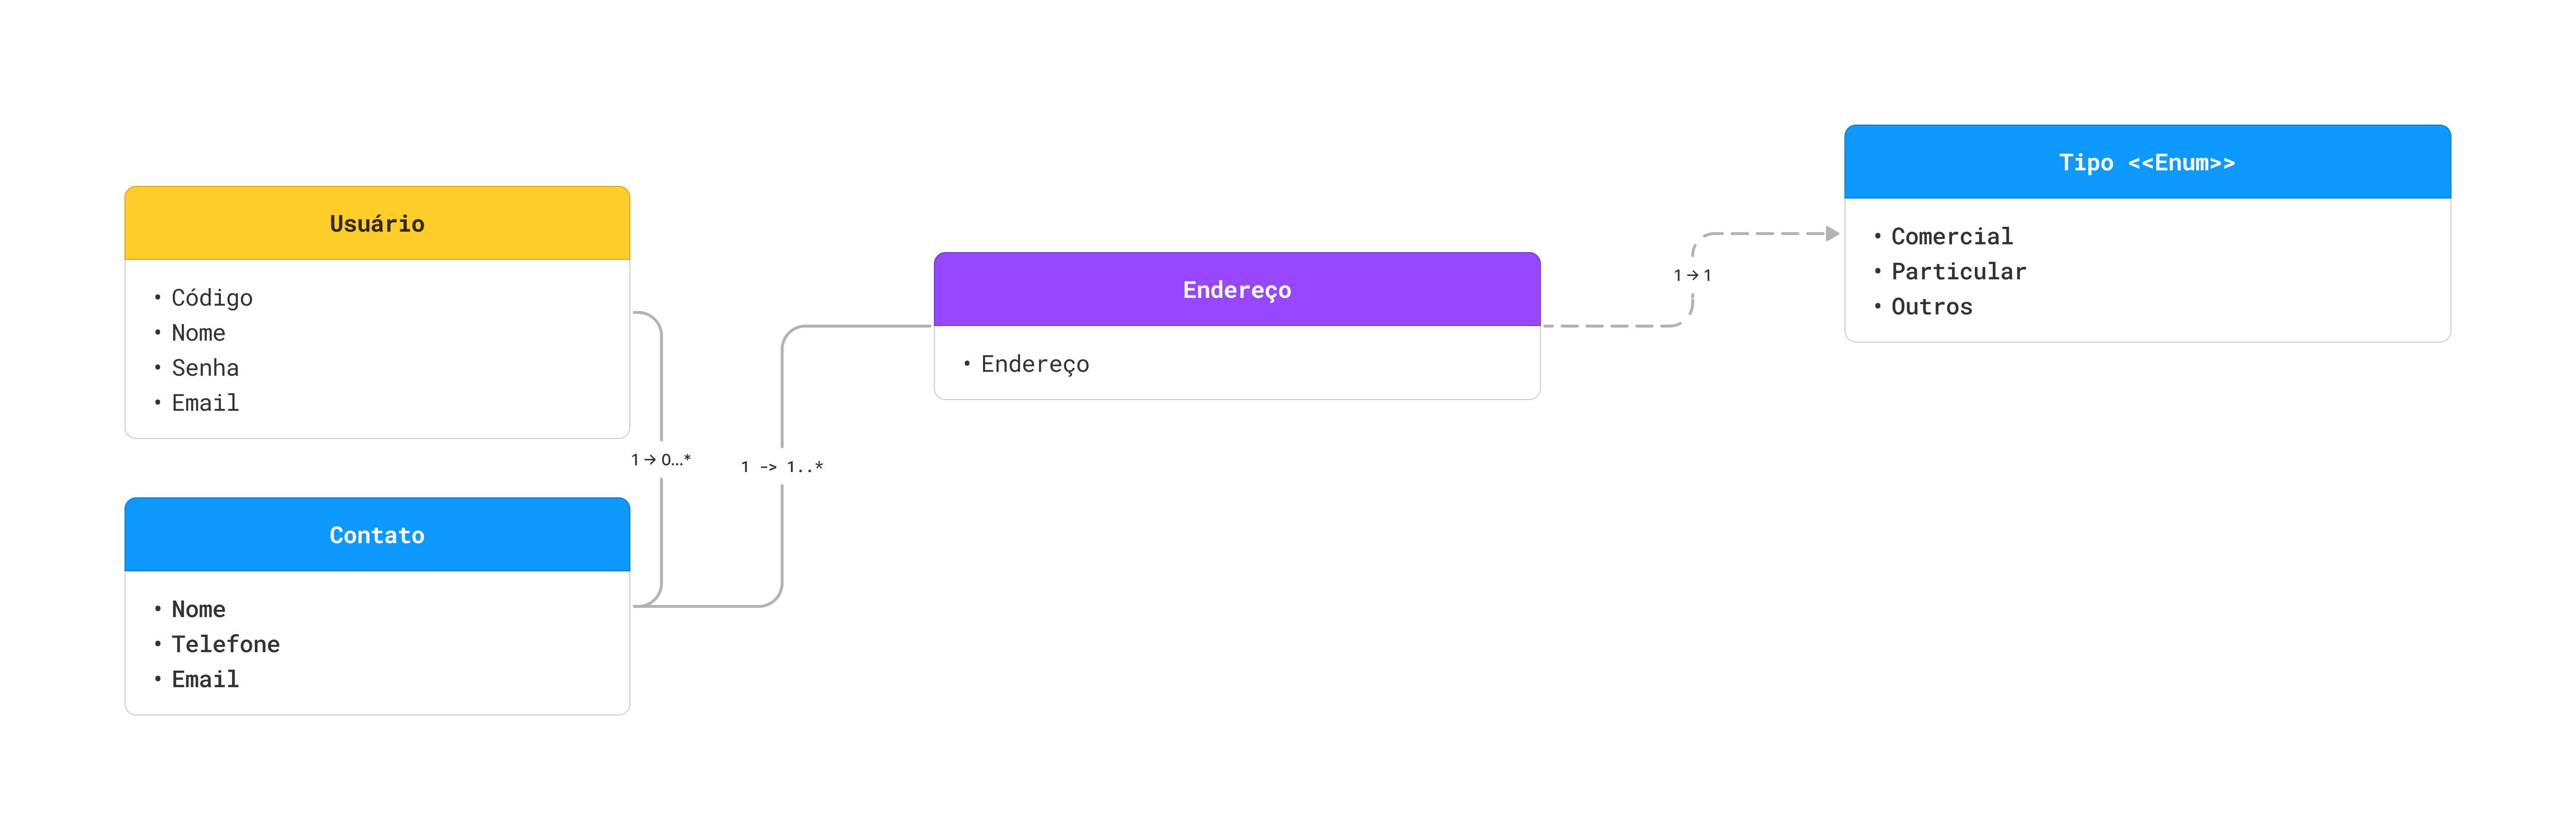 Usuário
• Código
• Nome
• Senha
• Email
1 → 0...*
Contato
• Nome
• Telefone
• Email
1 -> 1..*
Endereço
• Endereço
1 → 1
Tipo <<Enum>>
• Comercial
• Particular
• Outros